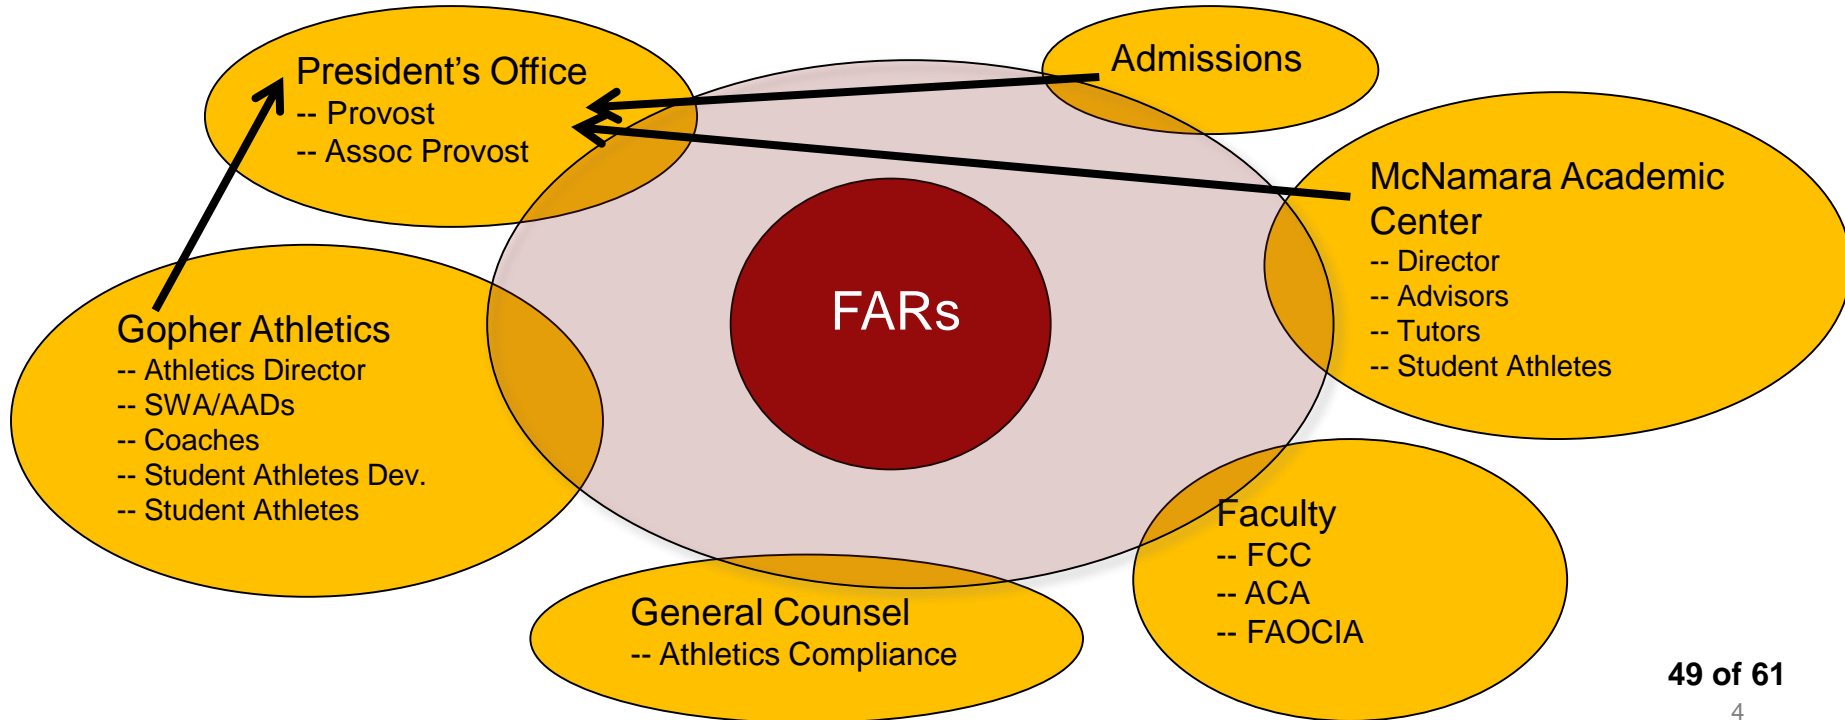 President’s Office
-- Provost
-- Assoc Provost
Admissions
McNamara Academic
Center
-- Director
-- Advisors
-- Tutors
-- Student Athletes
FARs
Gopher Athletics
-- Athletics Director
-- SWA/AADs
-- Coaches
-- Student Athletes Dev.
-- Student Athletes
Faculty
-- FCC
-- ACA
-- FAOCIA
General Counsel
-- Athletics Compliance
49 of 61
4